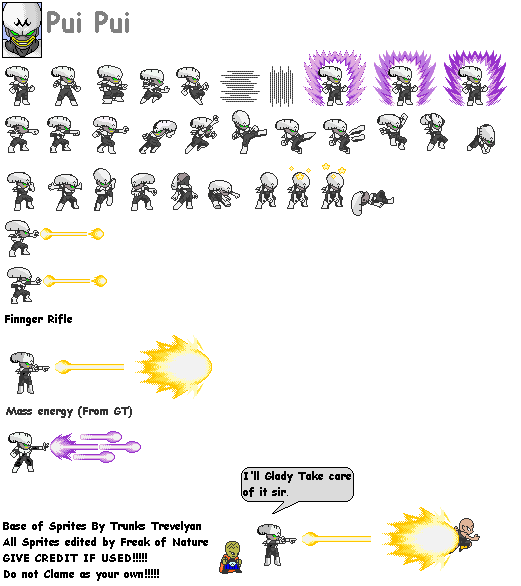 Pui Pui
Finnger Rifle
Mass energy (From GT)
I'll Glady Take care
of it sir.
Base of Sprites By Trunks Trevelyan
All Sprites edited by Freak of Nature
GIVE CREDIT IF USED!!!!!
Do not Clame as your own!!!!!